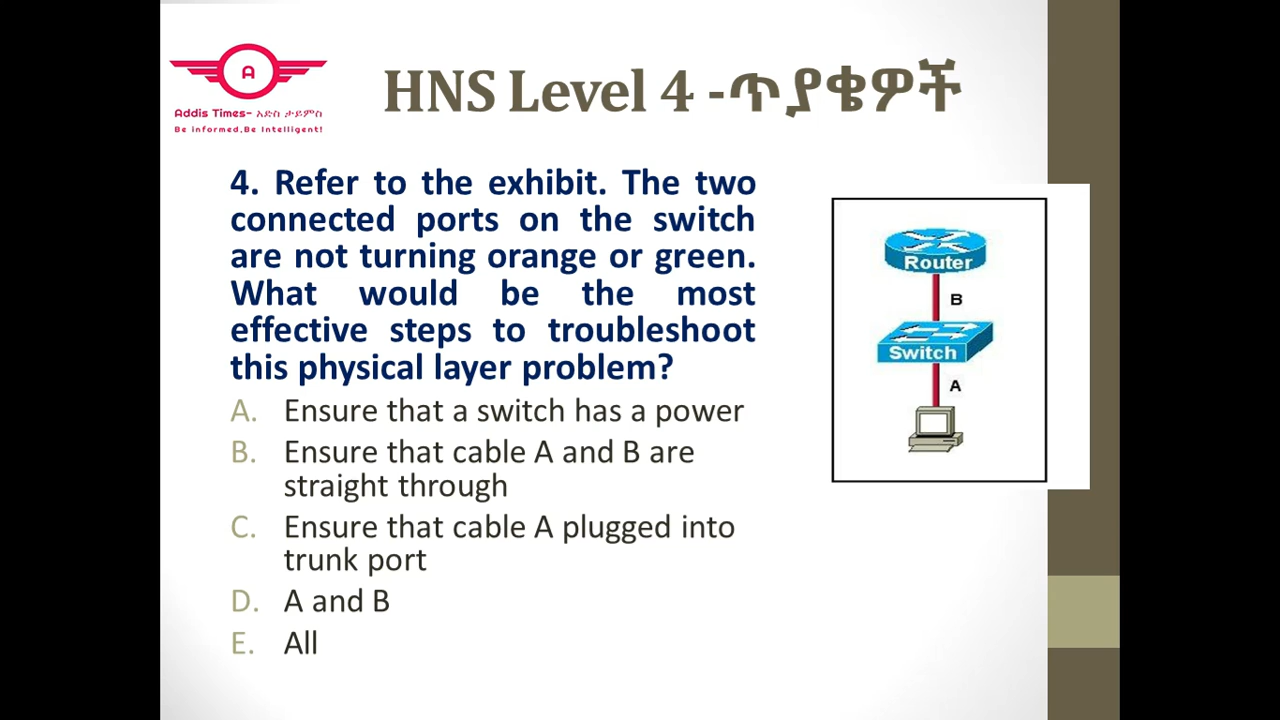 A
Addis Times- አድስ ታይምስ
Be informed,Be Intelligent!
HNS Level 4 -ጥያቄዎች
4. Refer to the exhibit. The two
connected ports on the switch
are not turning orange or green.
What would be the most
effective steps to troubleshoot
this physical layer problem?
A. Ensure that a switch has a power
B. Ensure that cable A and B are
straight through
C. Ensure that cable A plugged into
trunk port
D. A and B
E. All
Router
B
Switch
A